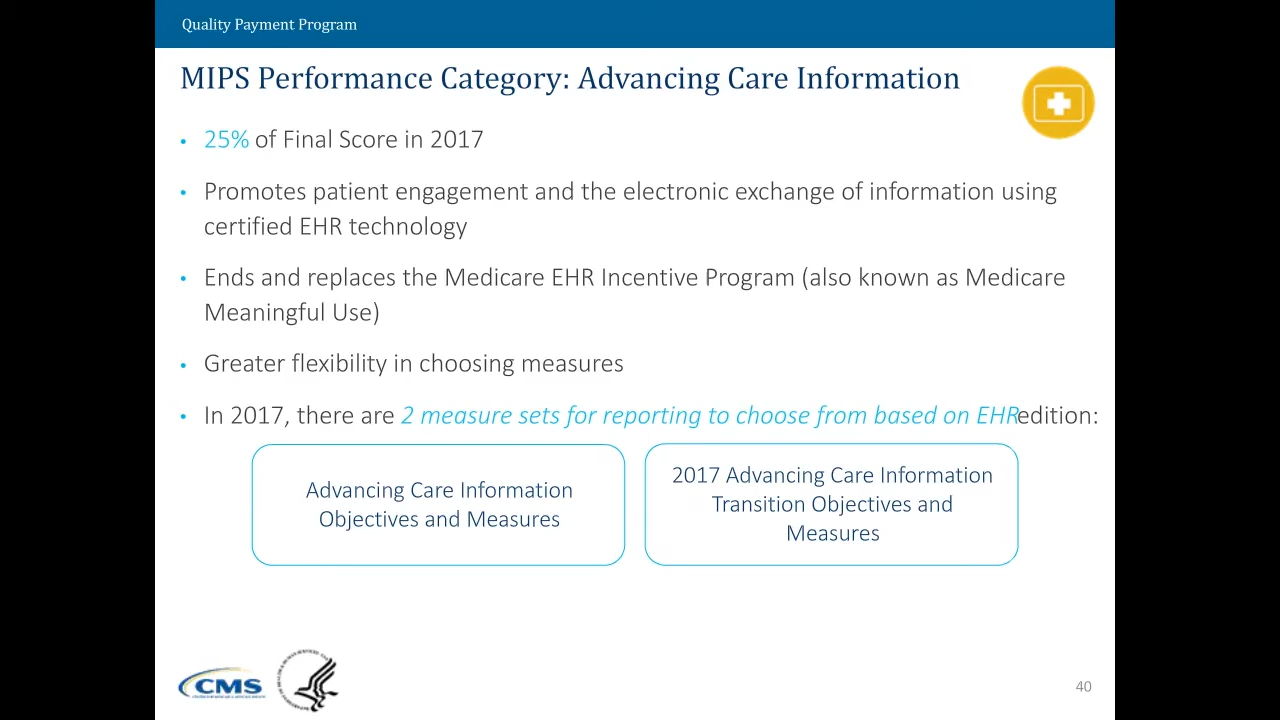 Quality Payment Program
MIPS Performance Category: Advancing Care Information
• 25% of Final Score in 2017
• Promotes patient engagement and the electronic exchange of information using
certified EHR technology
• Ends and replaces the Medicare EHR Incentive Program (also known as Medicare
Meaningful Use)
• Greater flexibility in choosing measures
• In 2017, there are 2 measure sets for reporting to choose from based on EHR edition:
Advancing Care Information
Objectives and Measures
2017 Advancing Care Information
Transition Objectives and
Measures
CMS
40